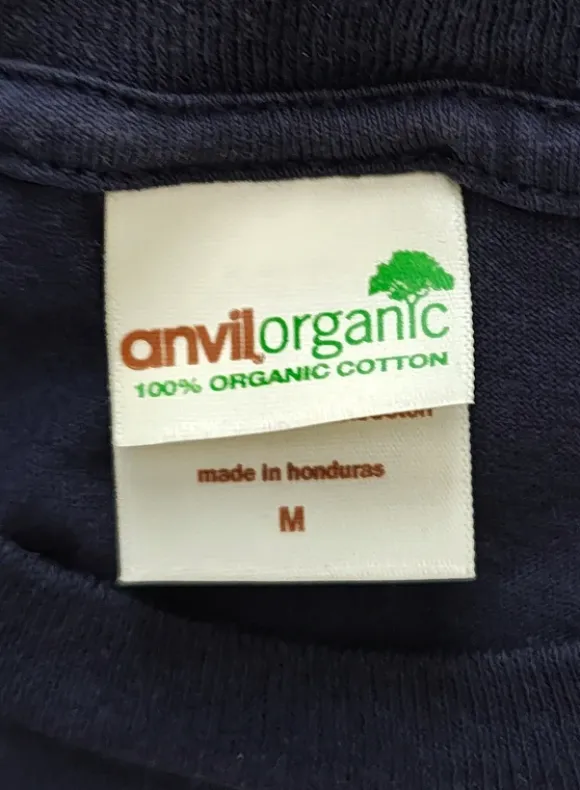 anvilorganic
100% ORGANIC COTTON
made in honduras
M